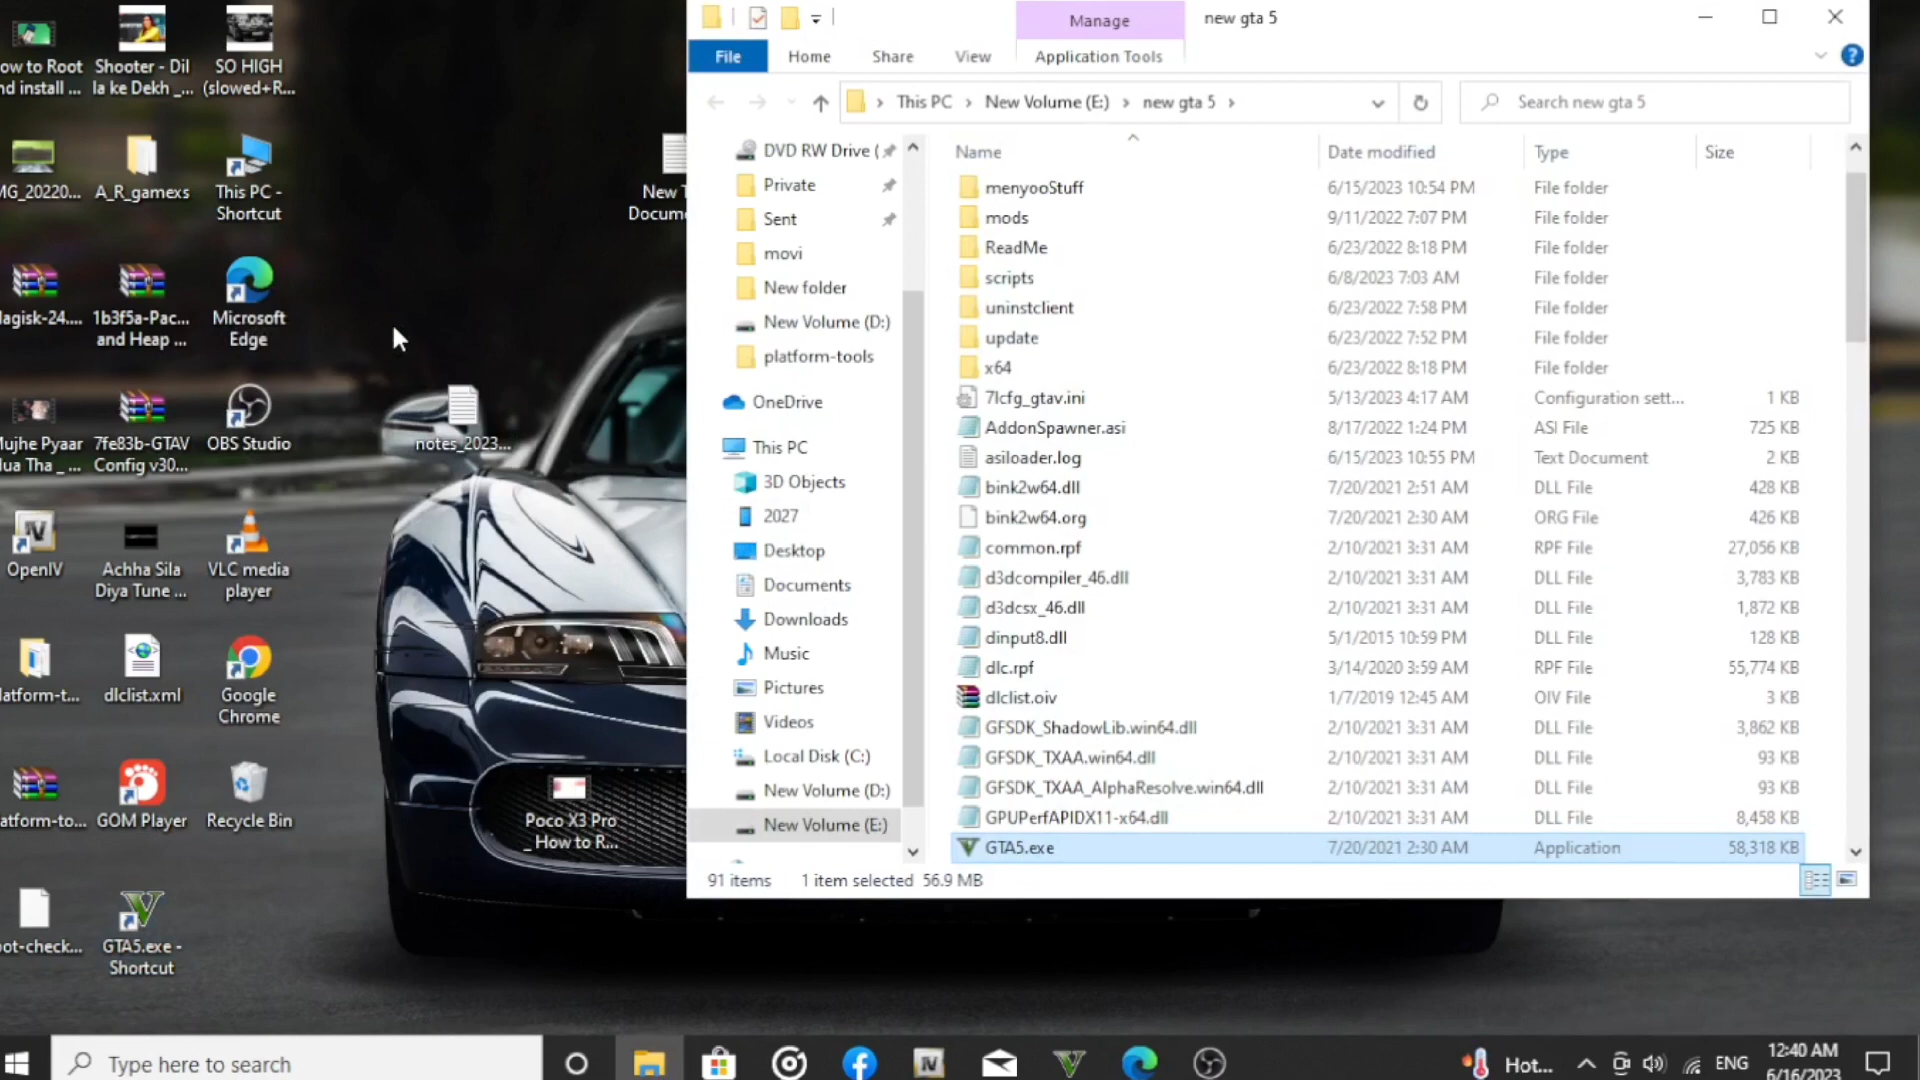 ow to Root
nd install ...
Shooter - Dil
la ke Dekh _...
SO HIGH
(slowed+R...
MG_20220...
A_R_gamexs
This PC -
Shortcut
New T
Docume
agisk-24....
1b3f5a-Pac...
and Heap ...
Microsoft
Edge
Mujhe Pyaar
ua Tha _ ...
7fe83b-GTAV
Config v30...
OBS Studio
notes_2023...
IV
OpenIV
Achha Sila
Diya Tune ...
VLC media
player
latform-t...
dlclist.xml
Google
Chrome
atform-to...
GOM Player
Recycle Bin
Poco X3 Pro
_ How to R...
ot-check...
GTA5.exe -
Shortcut
Manage
new gta 5
File
Home
Share
View
Application Tools
?
This PC
New Volume (E:)
new gta 5
Search new gta 5
DVD RW Drive (
Private
Sent
movi
New folder
New Volume (D:)
platform-tools
OneDrive
This PC
3D Objects
2027
Desktop
Documents
Downloads
Music
Pictures
Videos
Local Disk (C:)
New Volume (D:)
New Volume (E:)
Name Date modified Type Size
menyooStuff 6/15/2023 10:54 PM File folder
mods 9/11/2022 7:07 PM File folder
ReadMe 6/23/2022 8:18 PM File folder
scripts 6/8/2023 7:03 AM File folder
uninstclient 6/23/2022 7:58 PM File folder
update 6/23/2022 7:52 PM File folder
x64 6/23/2022 8:18 PM File folder
7lcfg_gtav.ini 5/13/2023 4:17 AM Configuration sett... 1 KB
AddonSpawner.asi 8/17/2022 1:24 PM ASI File 725 KB
asiloader.log 6/15/2023 10:55 PM Text Document 2 KB
bink2w64.dll 7/20/2021 2:51 AM DLL File 428 KB
bink2w64.org 7/20/2021 2:30 AM ORG File 426 KB
common.rpf 2/10/2021 3:31 AM RPF File 27,056 KB
d3dcompiler_46.dll 2/10/2021 3:31 AM DLL File 3,783 KB
d3dcsx_46.dll 2/10/2021 3:31 AM DLL File 1,872 KB
dinput8.dll 5/1/2015 10:59 PM DLL File 128 KB
dlc.rpf 3/14/2020 3:59 AM RPF File 55,774 KB
dlclist.oiv 1/7/2019 12:45 AM OIV File 3 KB
GFSDK_ShadowLib.win64.dll 2/10/2021 3:31 AM DLL File 3,862 KB
GFSDK_TXAA.win64.dll 2/10/2021 3:31 AM DLL File 93 KB
GFSDK_TXAA_AlphaResolve.win64.dll 2/10/2021 3:31 AM DLL File 93 KB
GPUPerfAPIDX11-x64.dll 2/10/2021 3:31 AM DLL File 8,458 KB
GTA5.exe 7/20/2021 2:30 AM Application 58,318 KB
91 items 1 item selected 56.9 MB
Type here to search
IV
Hot...
ENG
12:40 AM
6/16/2023